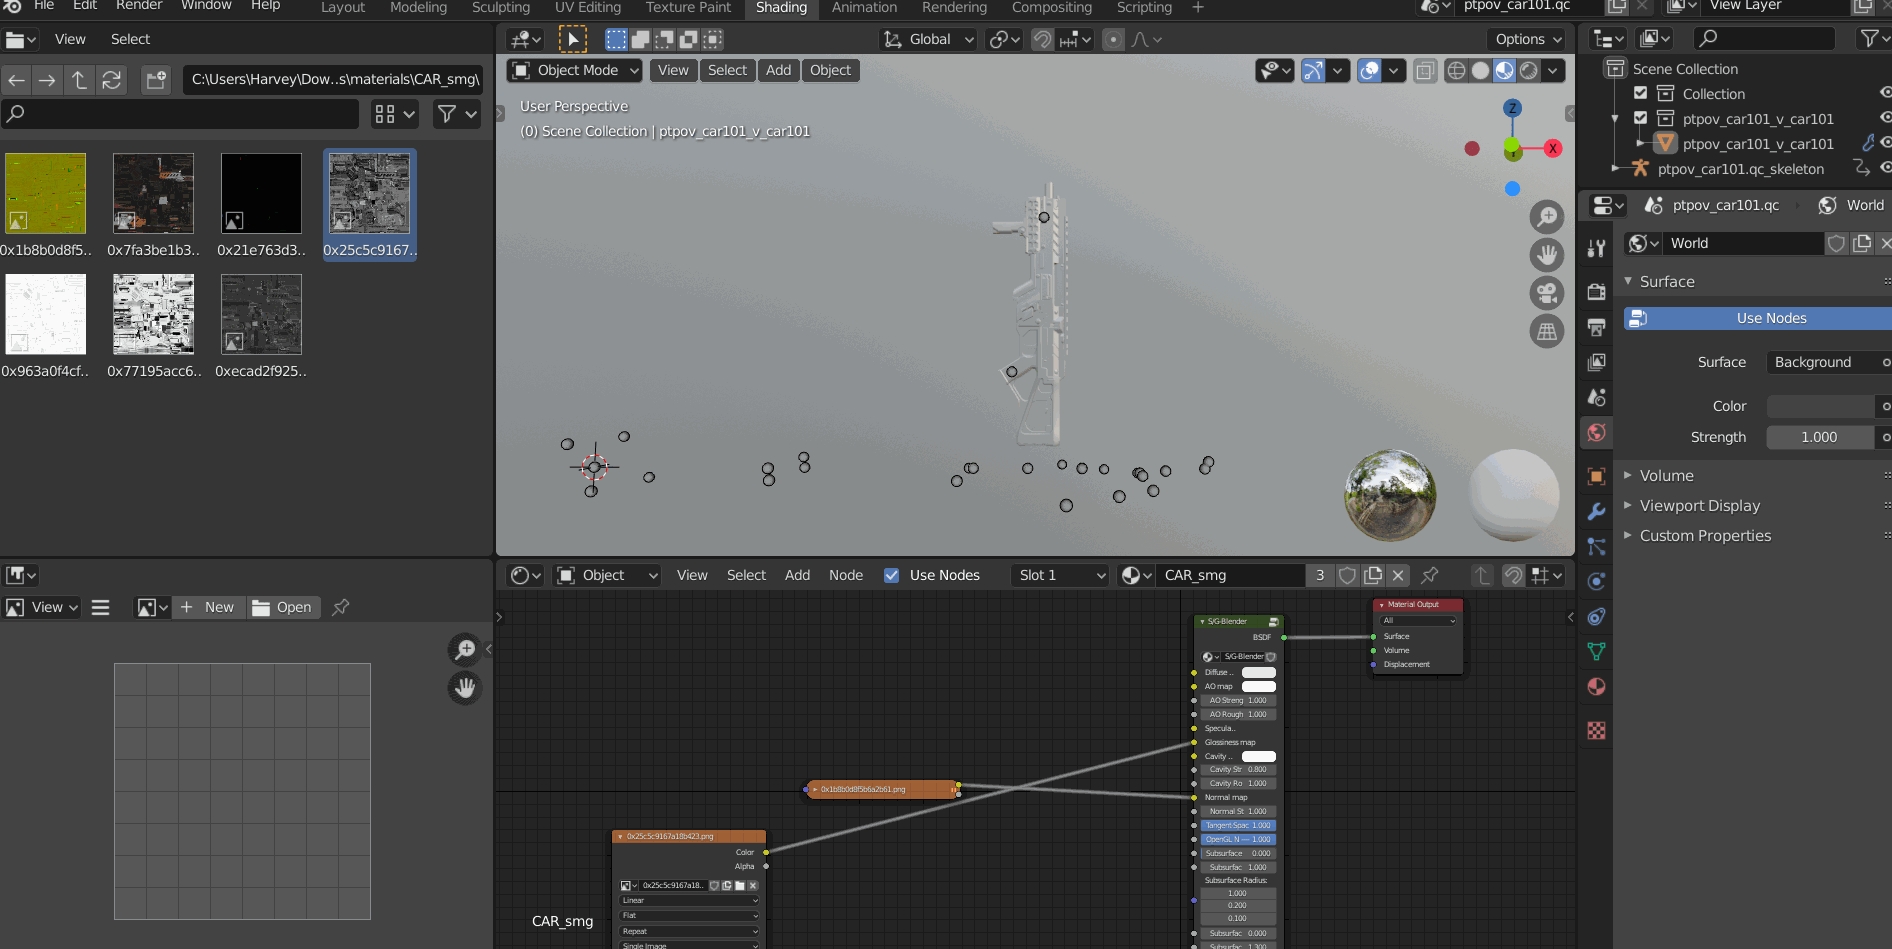 File Edit Render Window Help Layout Modeling Sculpting UV Editing Texture Paint Shading Animation Rendering Compositing Scripting + ptpov_car101.qc View Layer
View Select
Global
Options
C:\Users\Harvey\Dow..s\materials\CAR_smg\
Object Mode View Select Add Object
User Perspective
(0) Scene Collection | ptpov_car101_v_car101
Z
X
Scene Collection
Collection
ptpov_car101_v_car101
ptpov_car101_v_car101
ptpov_car101.qc_skeleton
0x1b8b0d8f5..
0x7fa3be1b3..
0x21e763d3..
0x25c5c9167..
0x963a0f4cf..
0x77195acc6..
0xecad2f925..
ptpov_car101.qc World
World
Surface
Use Nodes
Surface Background
Color
Strength 1.000
Volume
Viewport Display
Custom Properties
Object View Select Add Node Use Nodes Slot 1 CAR_smg 3
View + New Open
S/G-Blender
BSDF
S/G-Blender
Diffuse ..
AO map
AO Streng 1.000
AO Rough 1.000
Specula..
Glossiness map
Cavity ..
Cavity Str 0.800
Cavity Ro 1.000
Normal map
Normal St 1.000
Tangent Spac 1.000
OpenGL N — 1.000
Subsurface 0.000
Subsurfac 1.000
Subsurface Radius:
1.000
0.200
0.100
Subsurfac 0.000
Subsurfac 1.300
Material Output
All
Surface
Volume
Displacement
0x1b8b0d8f5b6a2b61.png
0x25c5c9167a18b423.png
Color
Alpha
0x25c5c9167a18..
Linear
Flat
Repeat
Single Image
CAR_smg